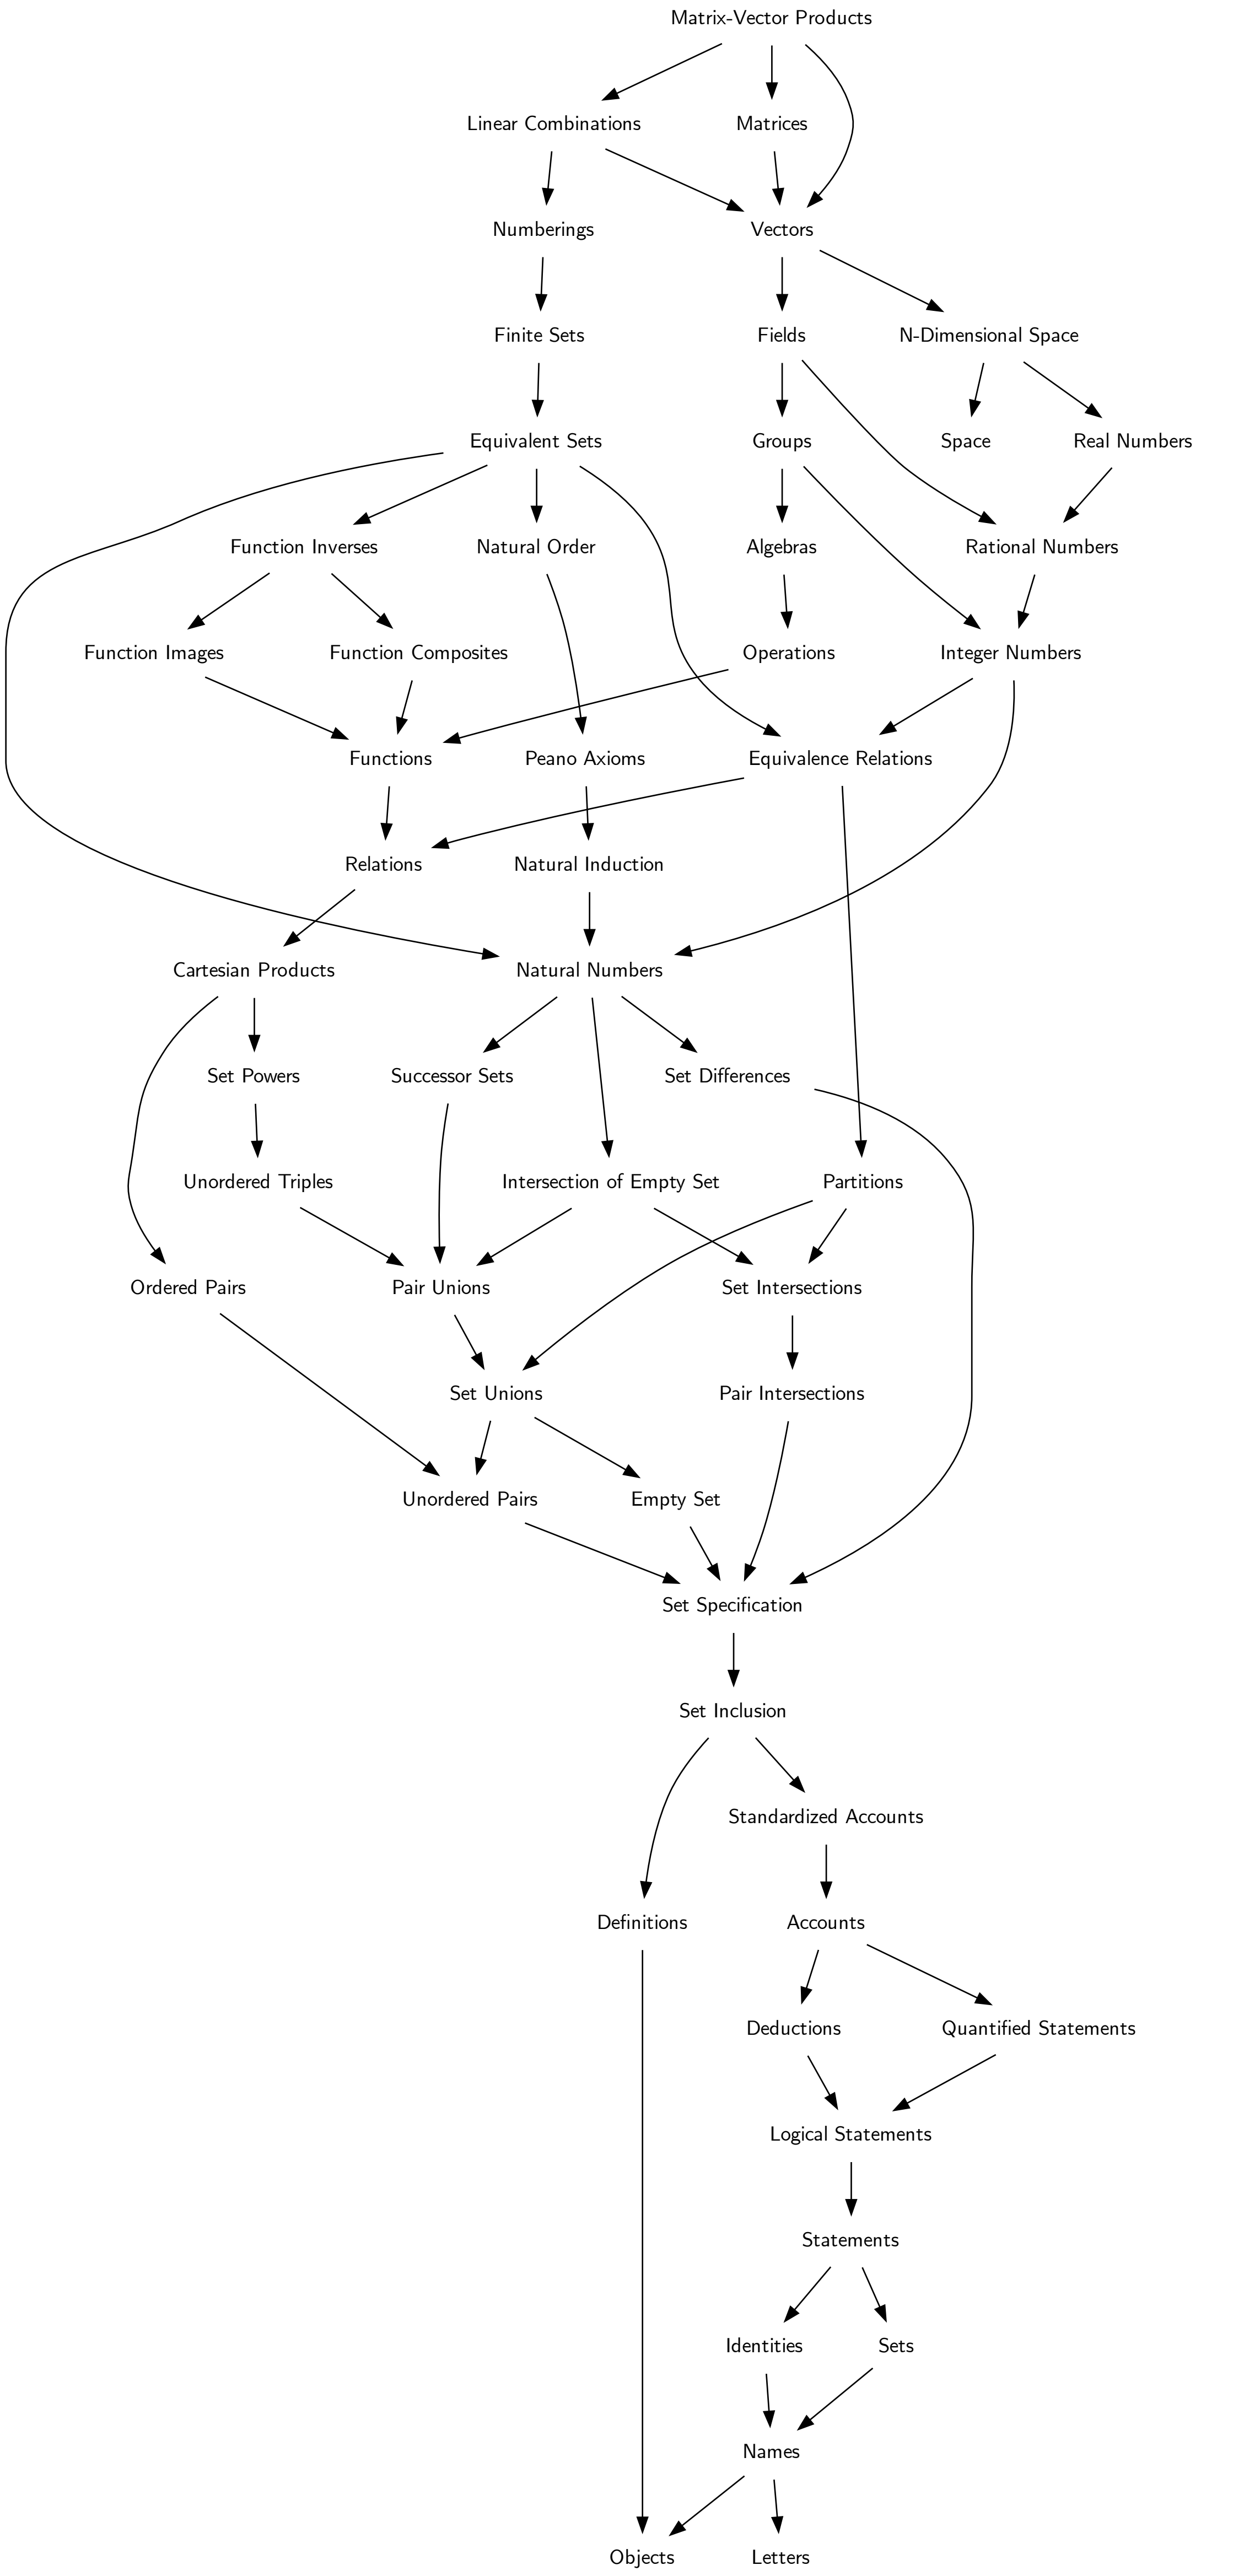 Matrix-Vector Products
Linear Combinations
Matrices
Numberings
Vectors
Finite Sets
Fields
N-Dimensional Space
Equivalent Sets
Groups
Space
Real Numbers
Function Inverses
Natural Order
Algebras
Rational Numbers
Function Images
Function Composites
Operations
Integer Numbers
Functions
Peano Axioms
Equivalence Relations
Relations
Natural Induction
Cartesian Products
Natural Numbers
Set Powers
Successor Sets
Set Differences
Unordered Triples
Intersection of Empty Set
Partitions
Ordered Pairs
Pair Unions
Set Intersections
Set Unions
Pair Intersections
Unordered Pairs
Empty Set
Set Specification
Set Inclusion
Standardized Accounts
Definitions
Accounts
Deductions
Quantified Statements
Logical Statements
Statements
Identities
Sets
Names
Objects
Letters